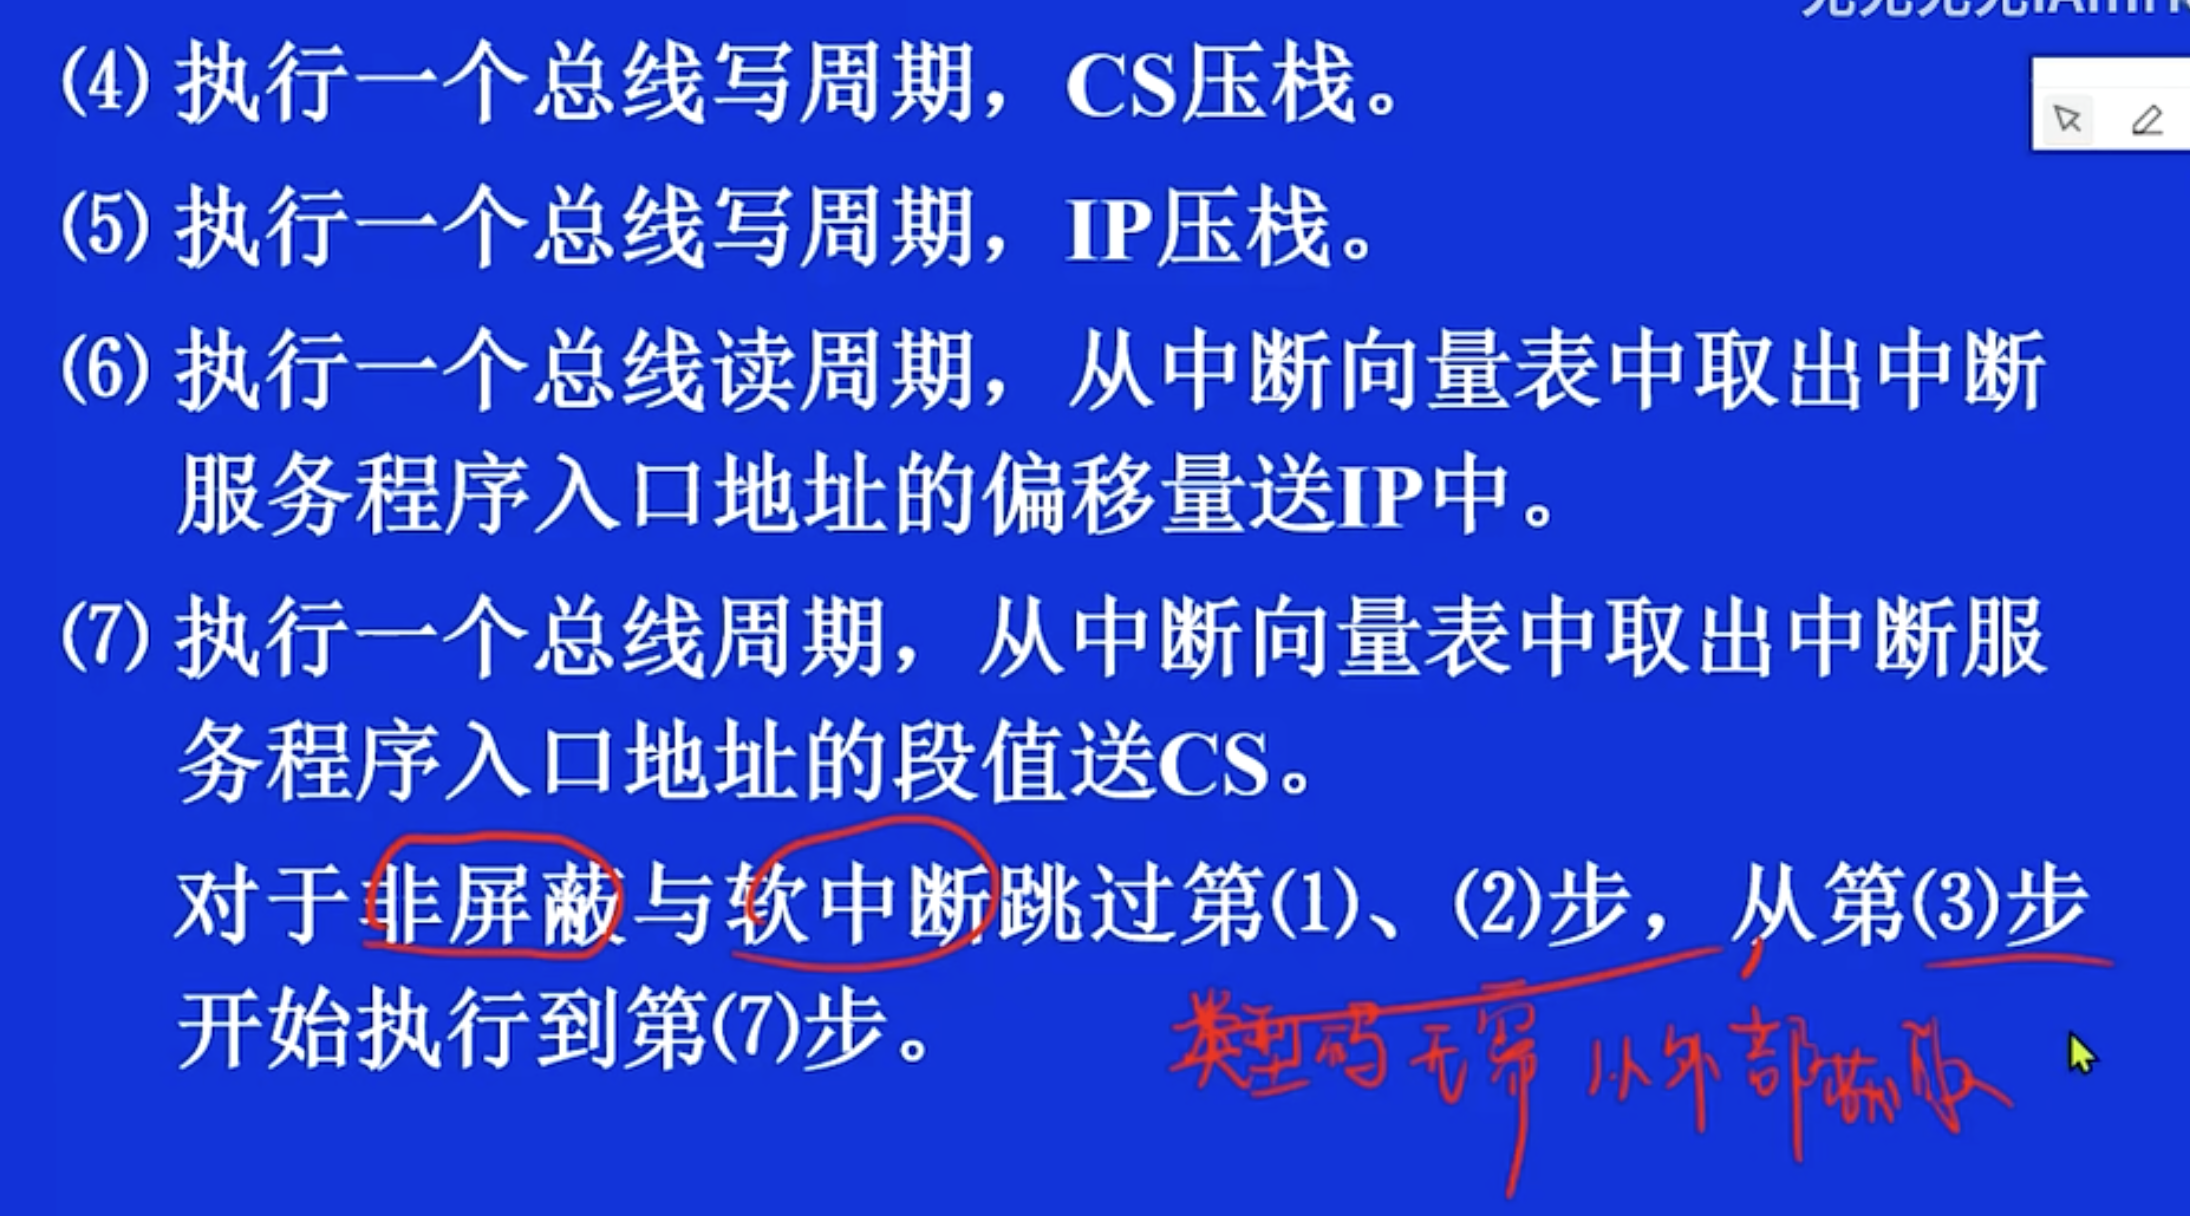 (4) 执行一个总线写周期，CS压栈。
(5) 执行一个总线写周期，IP压栈。
(6) 执行一个总线读周期，从中断向量表中取出中断
服务程序入口地址的偏移量送IP中。
(7) 执行一个总线周期，从中断向量表中取出中断服
务程序入口地址的段值送CS。
对于非屏蔽与软中断跳过第(1)、(2)步，从第(3)步
开始执行到第(7)步。
类型码无需从外部获取